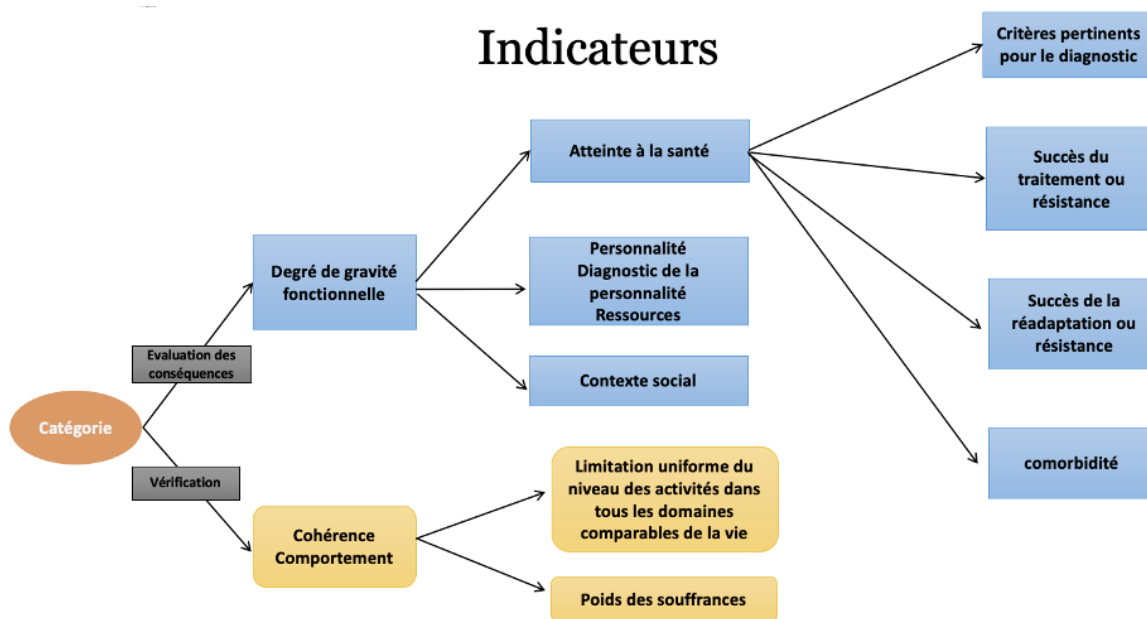 Indicateurs
Critères pertinents
pour le diagnostic
Atteinte à la santé
Succès du
traitement ou
résistance
Degré de gravité
fonctionnelle
Personnalité
Diagnostic de la
personnalité
Ressources
Succès de la
réadaptation ou
résistance
Evaluation des
conséquences
Contexte social
Catégorie
Vérification
Limitation uniforme du
niveau des activités dans
tous les domaines
comparables de la vie
comorbidité
Cohérence
Comportement
Poids des souffrances